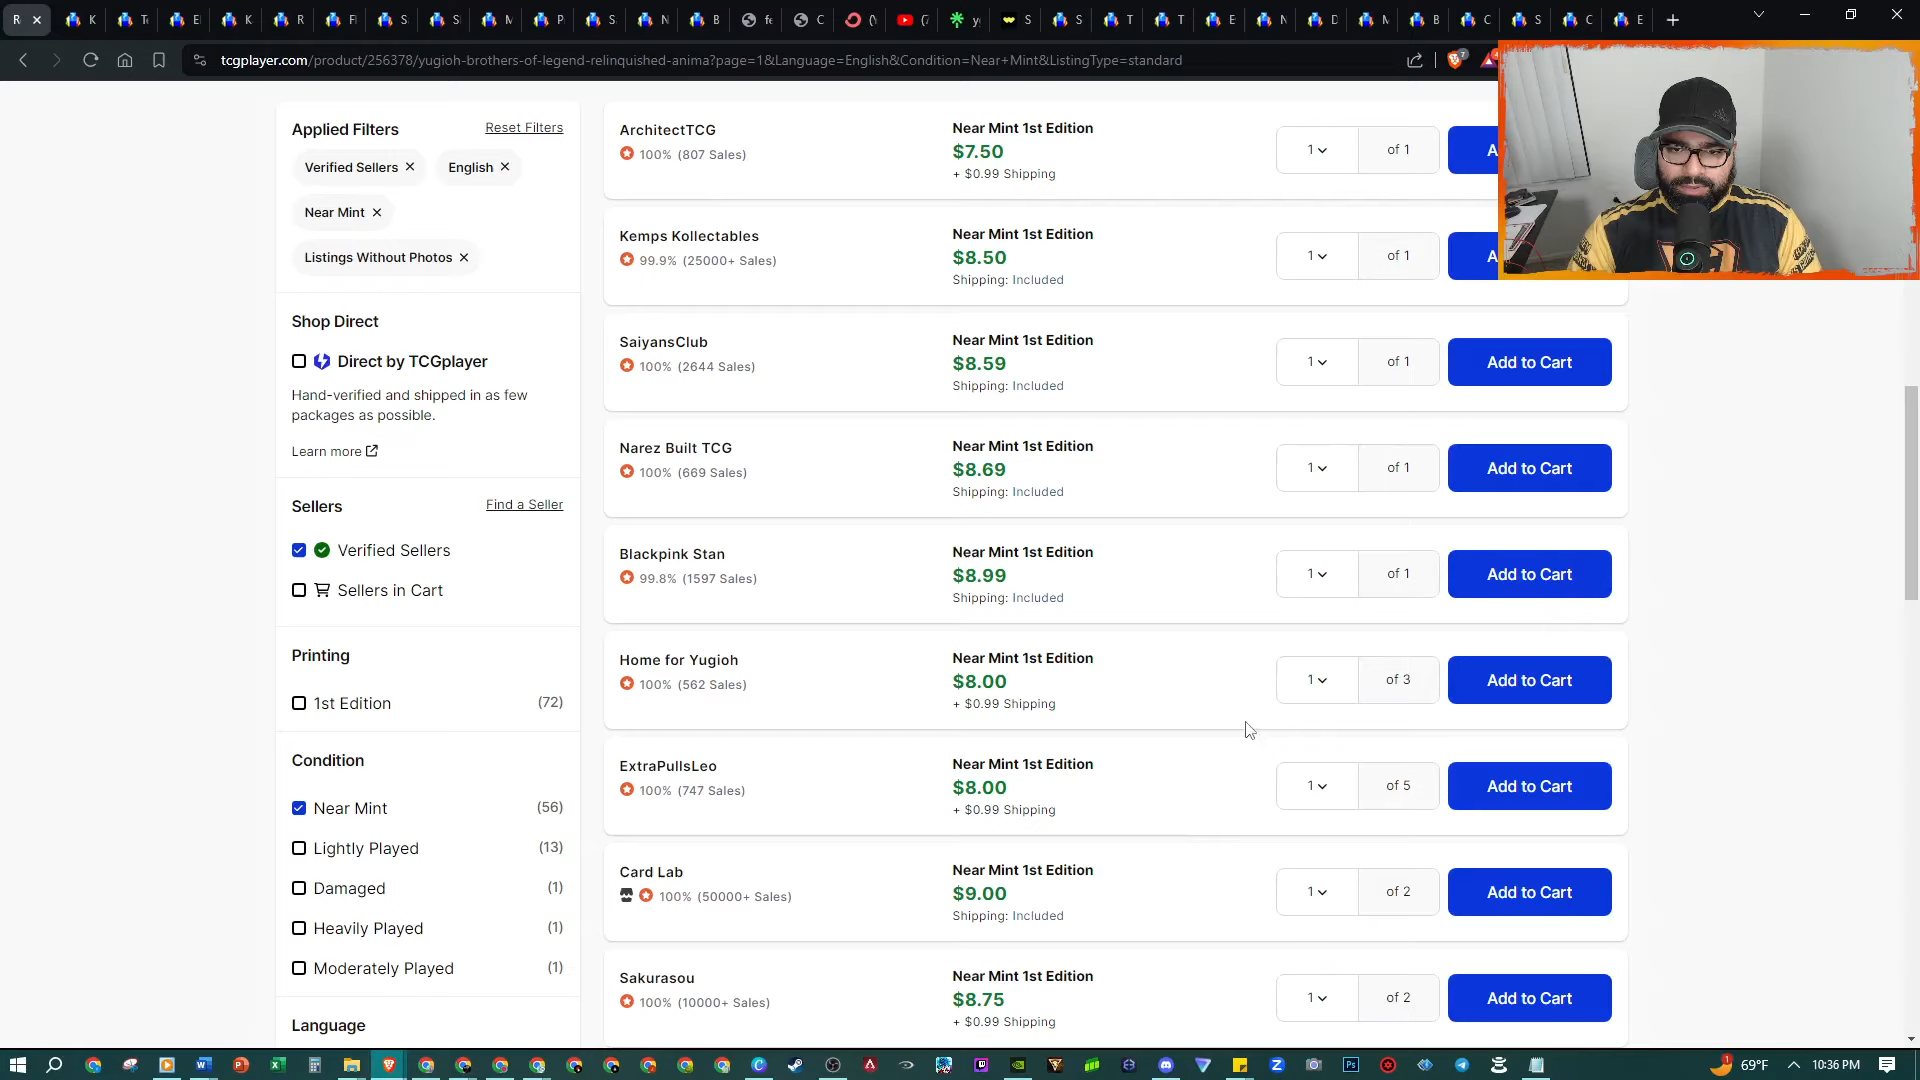 R
K
T
E
K
R
F
S
S
M
P
S
N
B
fe
C
(\
(7
y
S
S
T
T
E
N
D
M
B
C
S
C
E
tcgplayer.com/product/256378/yugioh-brothers-of-legend-relinquished-anima?page=1&Language=English&Condition=Near+Mint&ListingType=standard
7
Applied Filters
Reset Filters
Verified Sellers
English
Near Mint
Listings Without Photos
Shop Direct
Direct by TCGplayer
Hand-verified and shipped in as few
packages as possible.
Learn more
Sellers
Find a Seller
Verified Sellers
Sellers in Cart
Printing
1st Edition (72)
Condition
Near Mint (56)
Lightly Played (13)
Damaged (1)
Heavily Played (1)
Moderately Played (1)
Language
ArchitectTCG
100% (807 Sales)
Near Mint 1st Edition
$7.50
+ $0.99 Shipping
1 of 1
A
Kemps Kollectables
99.9% (25000+ Sales)
Near Mint 1st Edition
$8.50
Shipping: Included
1 of 1
A
SaiyansClub
100% (2644 Sales)
Near Mint 1st Edition
$8.59
Shipping: Included
1 of 1
Add to Cart
Narez Built TCG
100% (669 Sales)
Near Mint 1st Edition
$8.69
Shipping: Included
1 of 1
Add to Cart
Blackpink Stan
99.8% (1597 Sales)
Near Mint 1st Edition
$8.99
Shipping: Included
1 of 1
Add to Cart
Home for Yugioh
100% (562 Sales)
Near Mint 1st Edition
$8.00
+ $0.99 Shipping
1 of 3
Add to Cart
ExtraPullsLeo
100% (747 Sales)
Near Mint 1st Edition
$8.00
+ $0.99 Shipping
1 of 5
Add to Cart
Card Lab
100% (50000+ Sales)
Near Mint 1st Edition
$9.00
Shipping: Included
1 of 2
Add to Cart
Sakurasou
100% (10000+ Sales)
Near Mint 1st Edition
$8.75
+ $0.99 Shipping
1 of 2
Add to Cart
69°F
10:36 PM